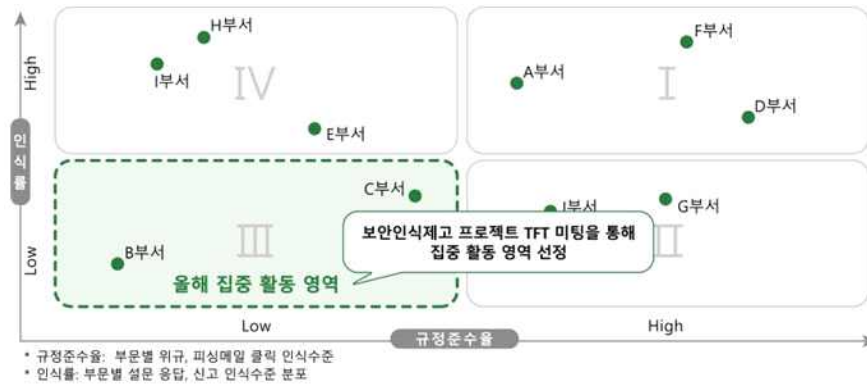 High
인식률
Low
H부서
I부서
IV
E부서
F부서
A부서
I
D부서
C부서
B부서
III
올해 집중 활동 영역
J부서
G부서
II
보안인식제고 프로젝트 TFT 미팅을 통해
집중 활동 영역 선정
Low
규정준수율
High
* 규정준수율: 부문별 위규, 피싱메일 클릭 인식수준
* 인식률: 부문별 설문 응답, 신고 인식수준 분포